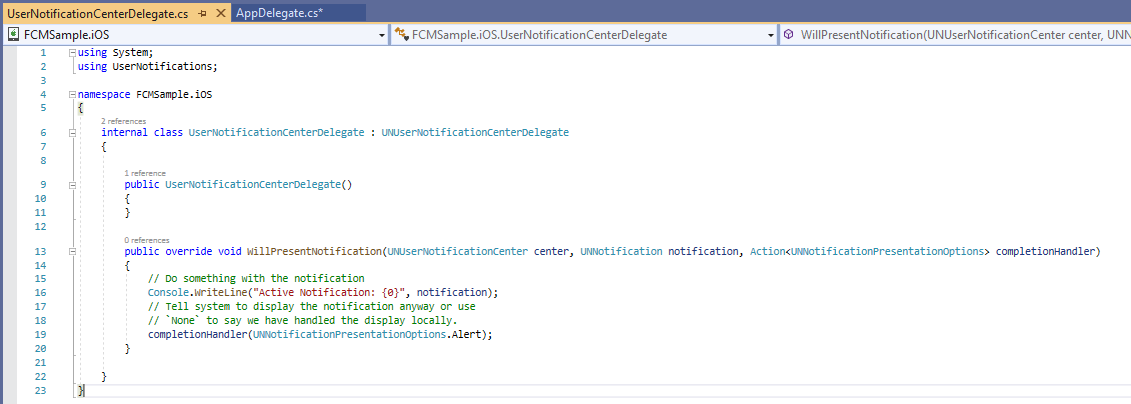 UserNotificationCenterDelegate.cs AppDelegate.cs*
FCMSample.iOS FCMSample.iOS.UserNotificationCenterDelegate WillPresentNotification(UNUserNotificationCenter center, UNN
1 using System;
2 using UserNotifications;
3
4 namespace FCMSample.iOS
5 {
2 references
6 internal class UserNotificationCenterDelegate : UNUserNotificationCenterDelegate
7 {
8
1 reference
9 public UserNotificationCenterDelegate()
10 {
11 }
12
0 references
13 public override void WillPresentNotification(UNUserNotificationCenter center, UNNotification notification, Action<UNNotificationPresentationOptions> completionHandler)
14 {
15 // Do something with the notification
16 Console.WriteLine("Active Notification: {0}", notification);
17 // Tell system to display the notification anyway or use
18 // `None` to say we have handled the display locally.
19 completionHandler(UNNotificationPresentationOptions.Alert);
20 }
21
22 }
23 }